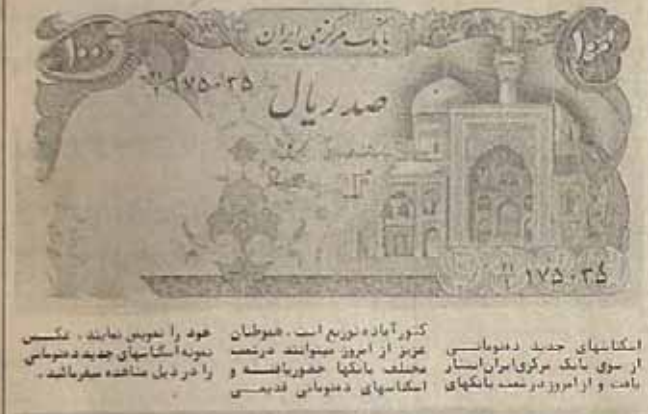 ۱۰۰
بانک مرکزی ایران
۱۰۰
۱۷۵۰۳۵
صد ریال
۱۷۵۰۳۵
اسکناسهای جدید ده‌تومانی
از سوی بانک مرکزی ایران انتشار
یافت و از امروز در شعب بانکهای
کشور آماده توزیع است. هموطنان
عزیز از امروز میتوانند در شعب
مختلف بانکها حضور یافته و
اسکناسهای ده‌تومانی قدیمی
خود را تعویض نمایند. عکس
نمونه اسکناسهای جدید ده‌تومانی
را در ذیل مشاهده میفرمائید.